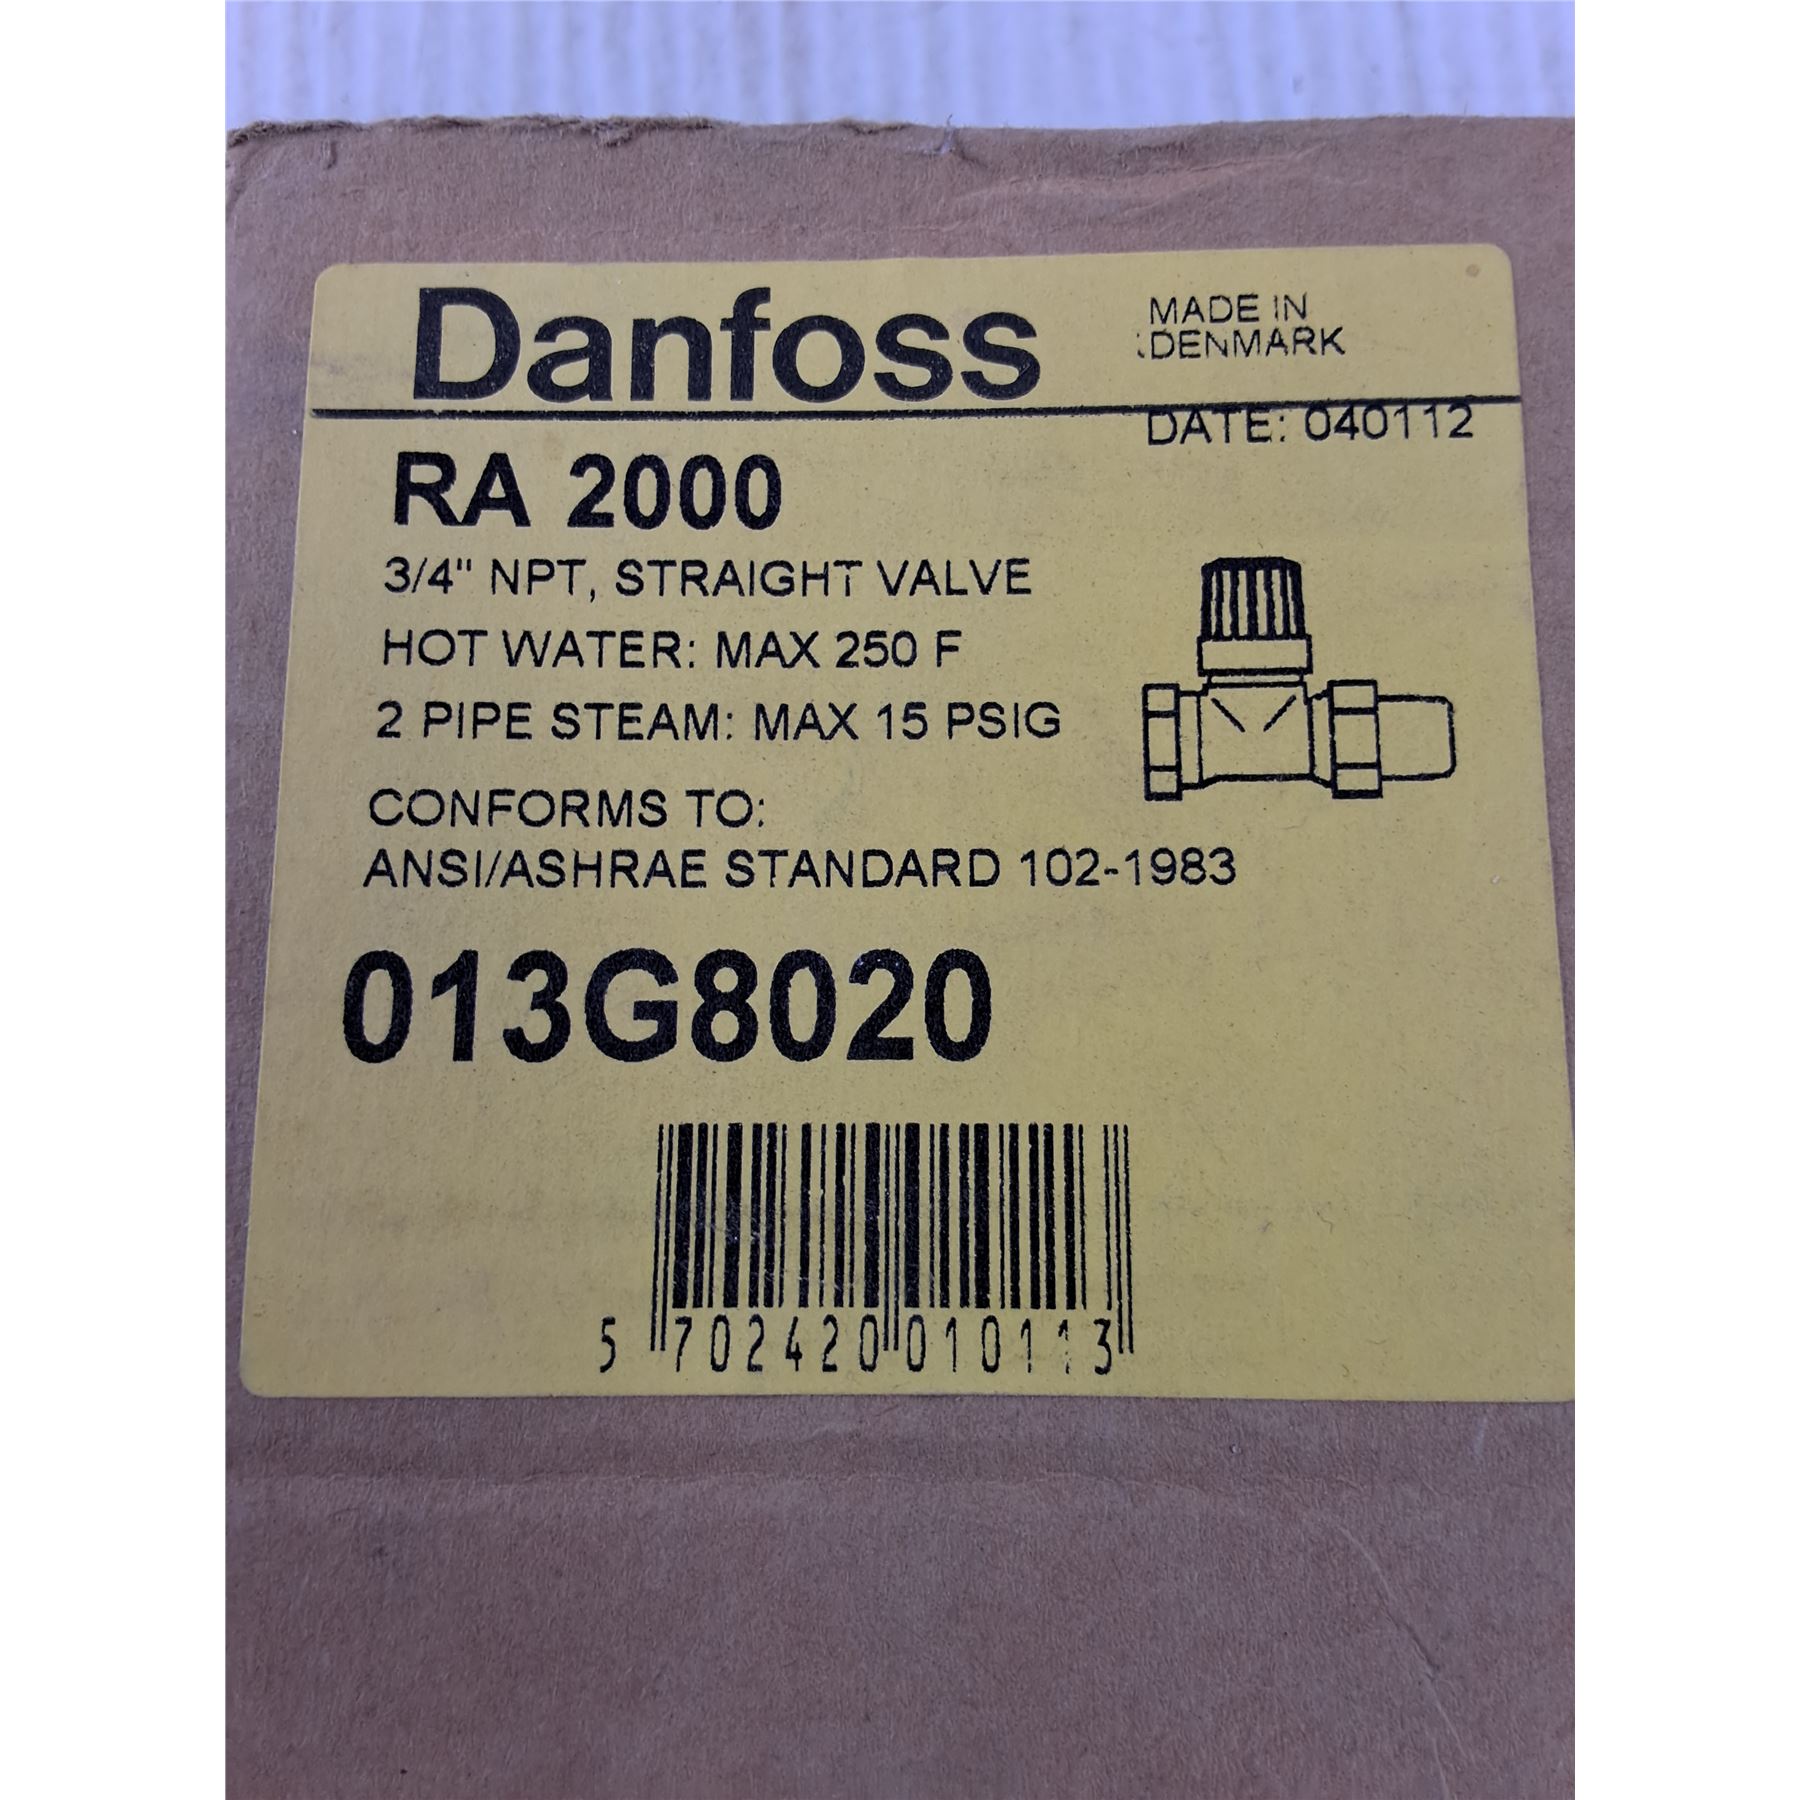 Danfoss
MADE IN
DENMARK
DATE: 040112
RA 2000
3/4" NPT, STRAIGHT VALVE
HOT WATER: MAX 250 F
2 PIPE STEAM: MAX 15 PSIG
CONFORMS TO:
ANSI/ASHRAE STANDARD 102-1983
013G8020
5 702420 010113